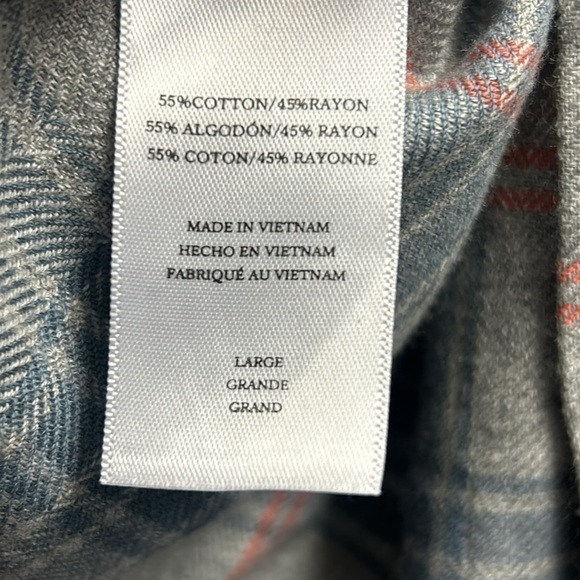 55%COTTON/45%RAYON
55% ALGODÓN/45% RAYON
55% COTON/45% RAYONNE
MADE IN VIETNAM
HECHO EN VIETNAM
FABRIQUÉ AU VIETNAM
LARGE
GRANDE
GRAND